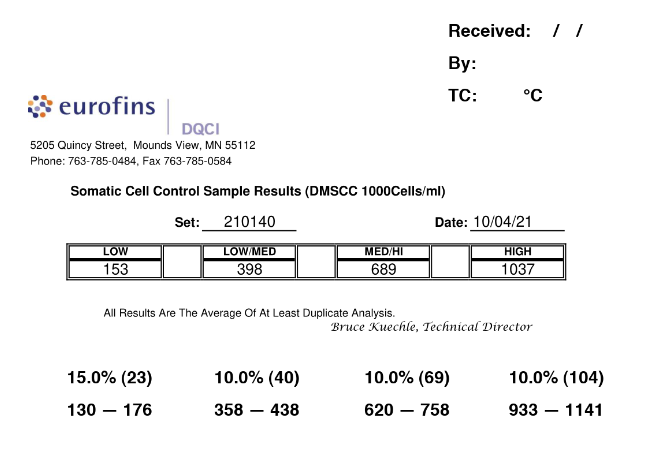 Received: / /
By:
TC: °C
eurofins
DQCI
5205 Quincy Street, Mounds View, MN 55112
Phone: 763-785-0484, Fax 763-785-0584
Somatic Cell Control Sample Results (DMSCC 1000Cells/ml)
Set: 210140 Date: 10/04/21
LOW LOW/MED MED/HI HIGH
153 398 689 1037
All Results Are The Average Of At Least Duplicate Analysis.
Bruce Kuechle, Technical Director
15.0% (23) 10.0% (40) 10.0% (69) 10.0% (104)
130 — 176 358 — 438 620 — 758 933 — 1141